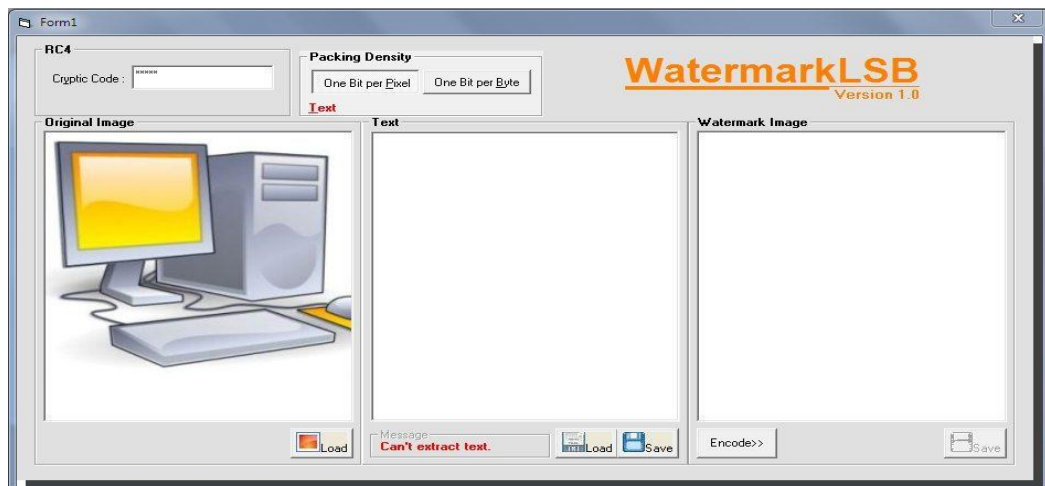 Form1
RC4
Cryptic Code : *****
Packing Density
One Bit per Pixel
One Bit per Byte
Text
WatermarkLSB
Version 1.0
Original Image
Text
Watermark Image
Load
Message
Can't extract text.
Load
Save
Encode>>
Save